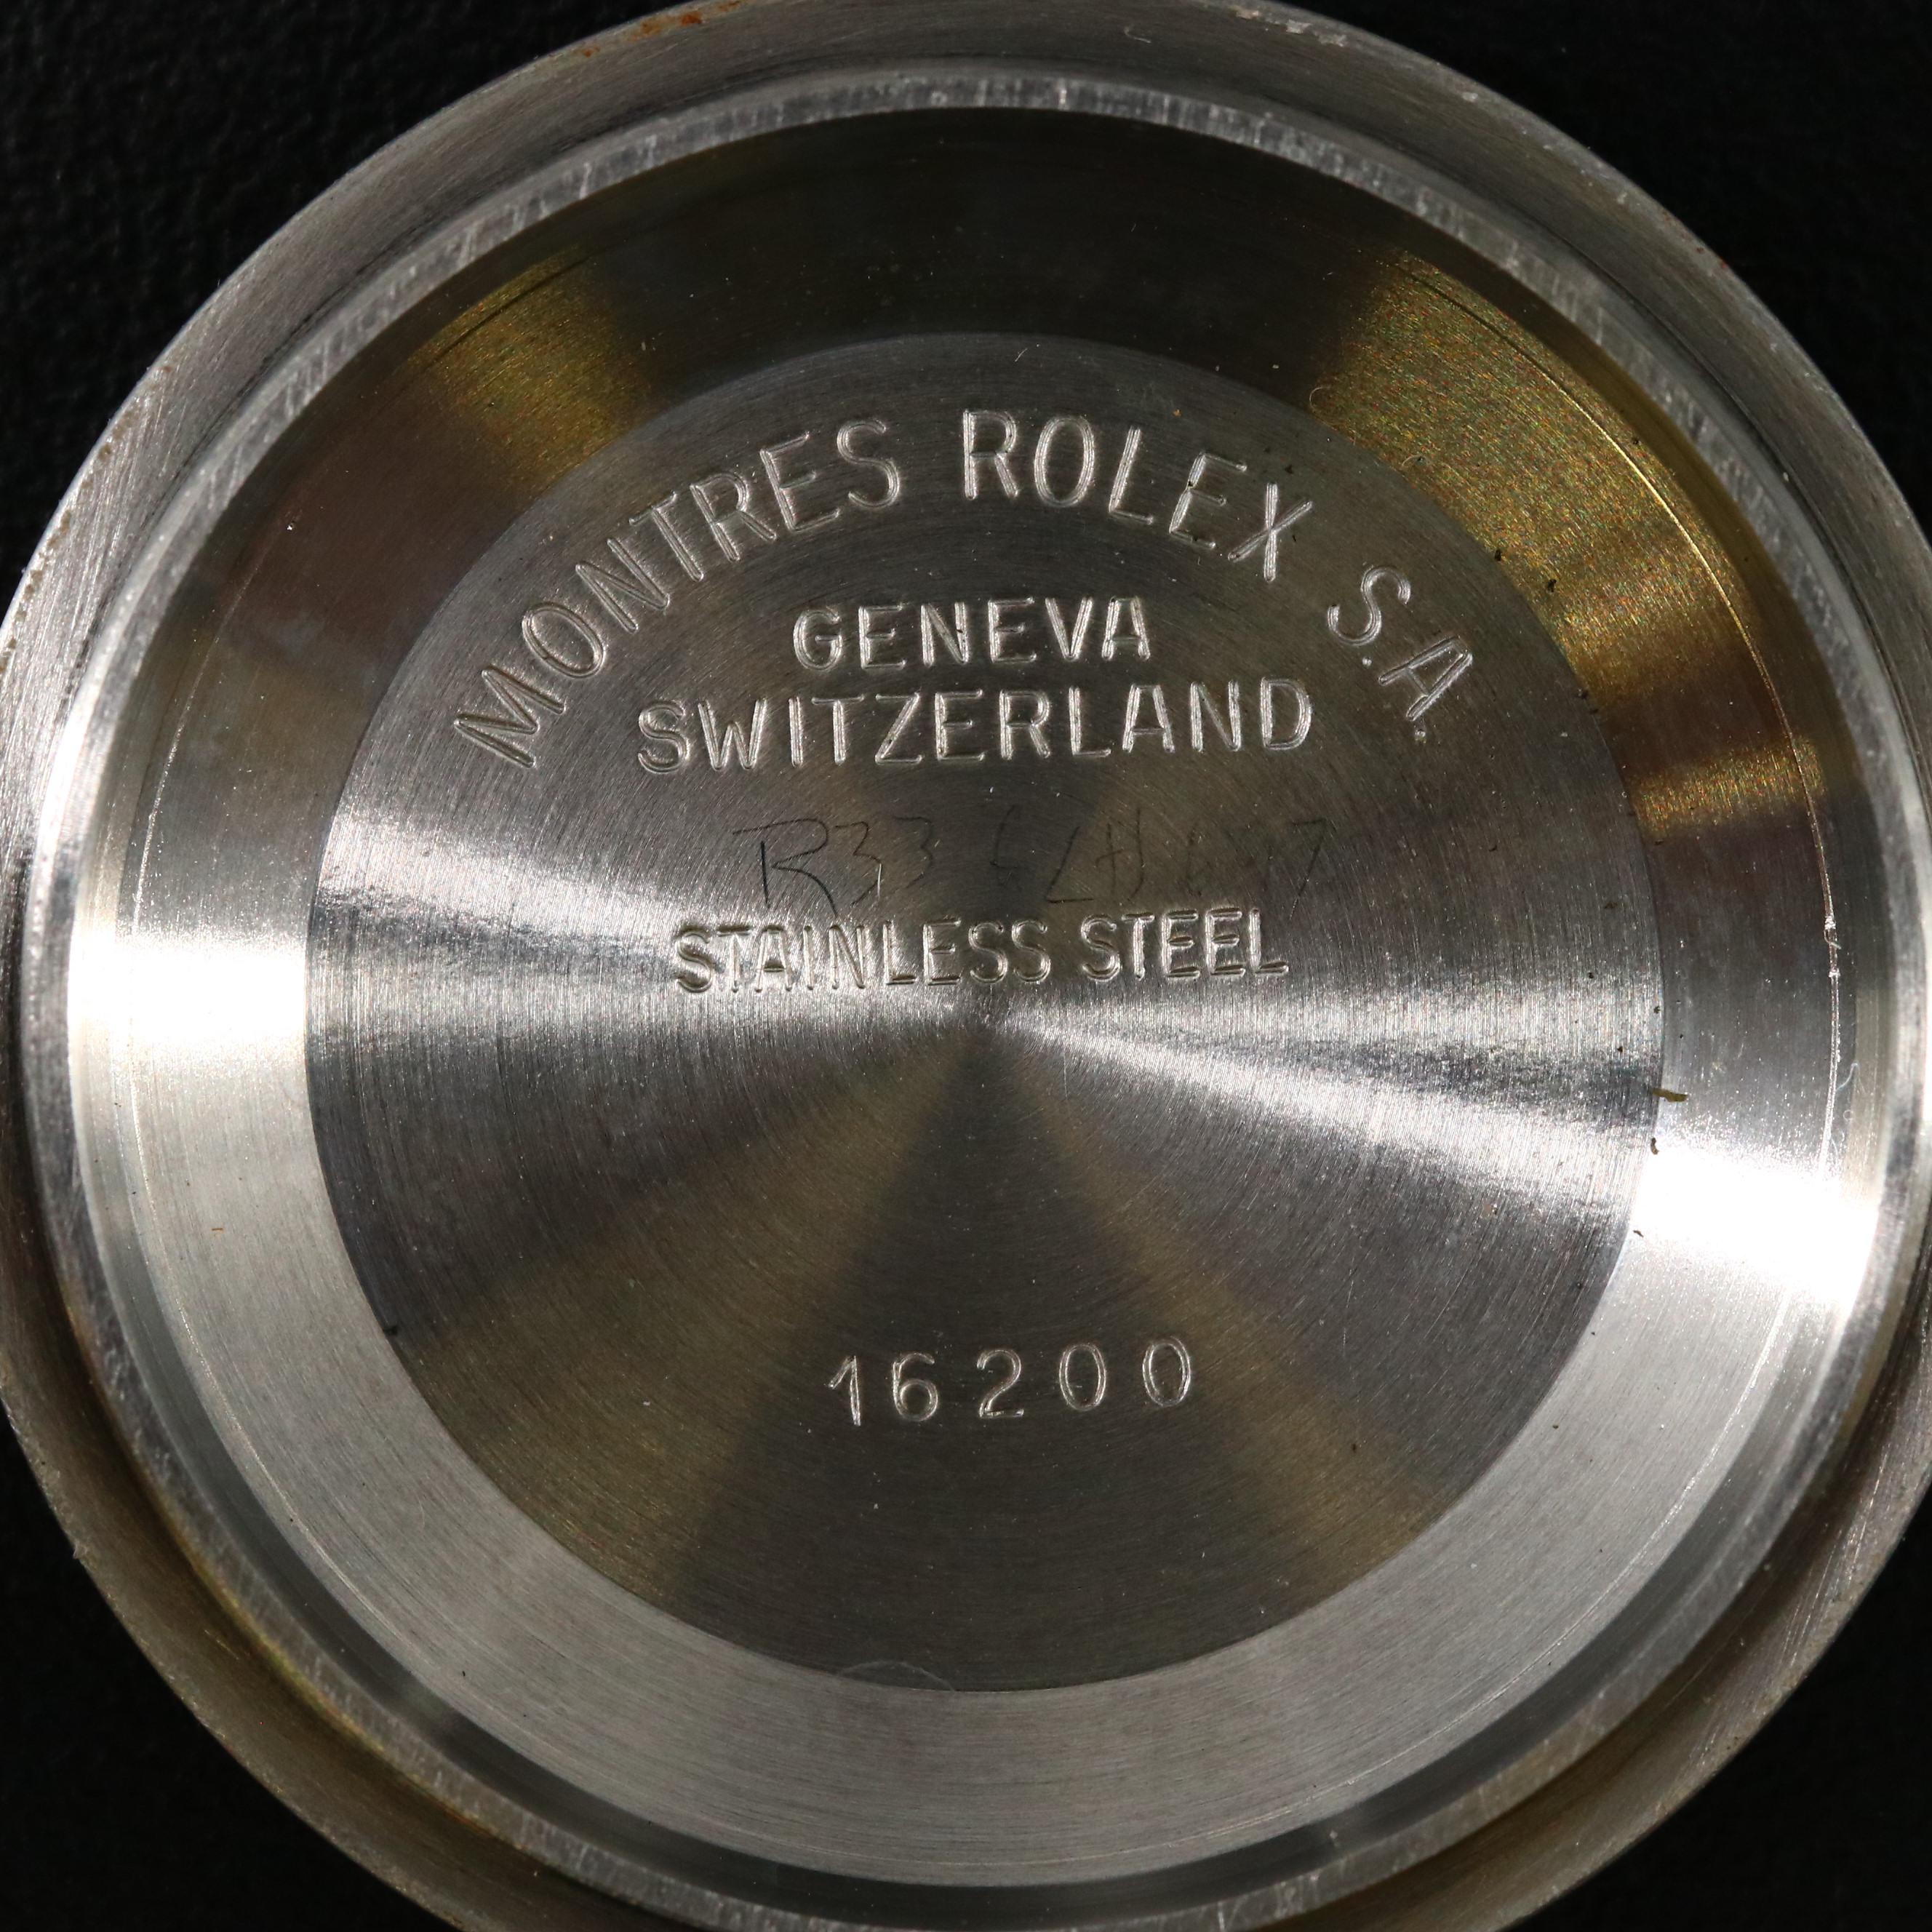 MONTRES ROLEX S.A.
GENEVA
SWITZERLAND
STAINLESS STEEL
16200